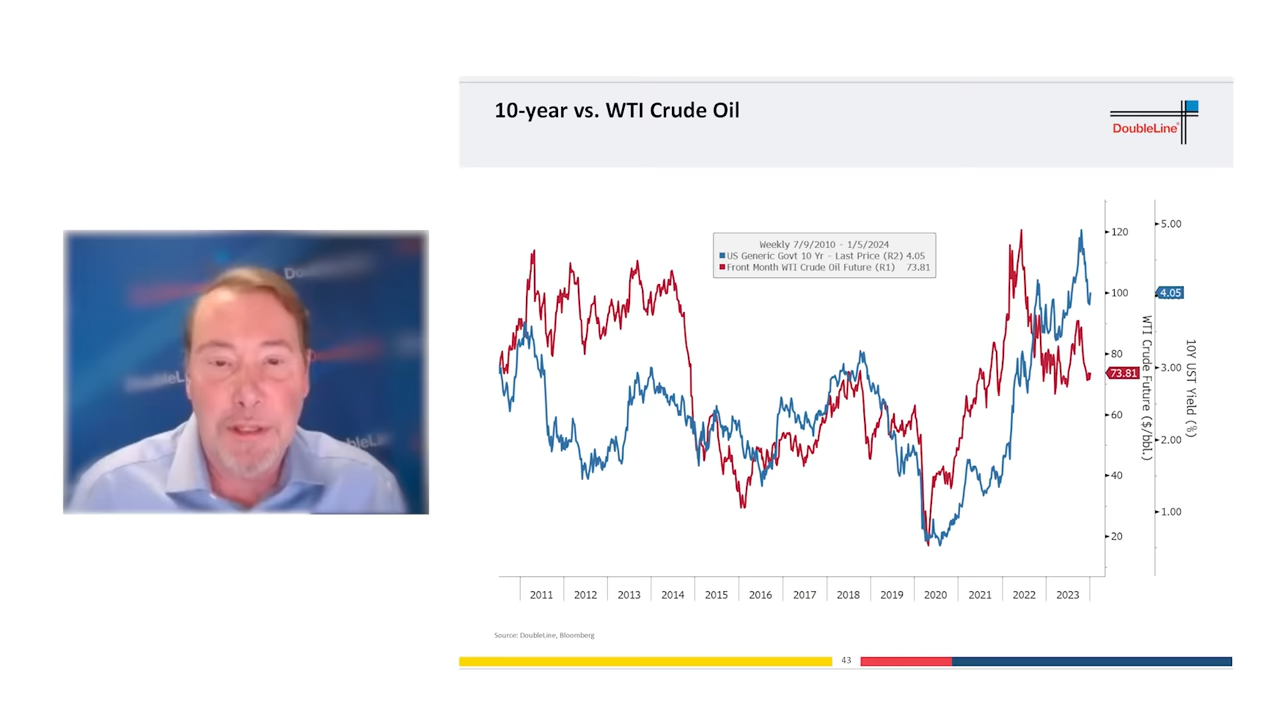 10-year vs. WTI Crude Oil
DoubleLine®
Weekly 7/9/2010 - 1/5/2024
US Generic Govt 10 Yr - Last Price (R2) 4.05
Front Month WTI Crude Oil Future (R1) 73.81
120
100
80
60
40
20
73.81
WTI Crude Future ($/bbl.)
5.00
4.05
3.00
2.00
1.00
10Y UST Yield (%)
2011 2012 2013 2014 2015 2016 2017 2018 2019 2020 2021 2022 2023
Source: DoubleLine, Bloomberg
43